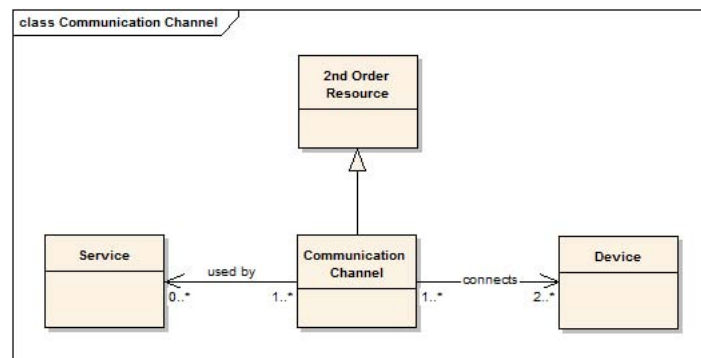 class Communication Channel
2nd Order
Resource
Service
Communication
Channel
Device
used by
connects
0..*
1..*
1..*
2..*